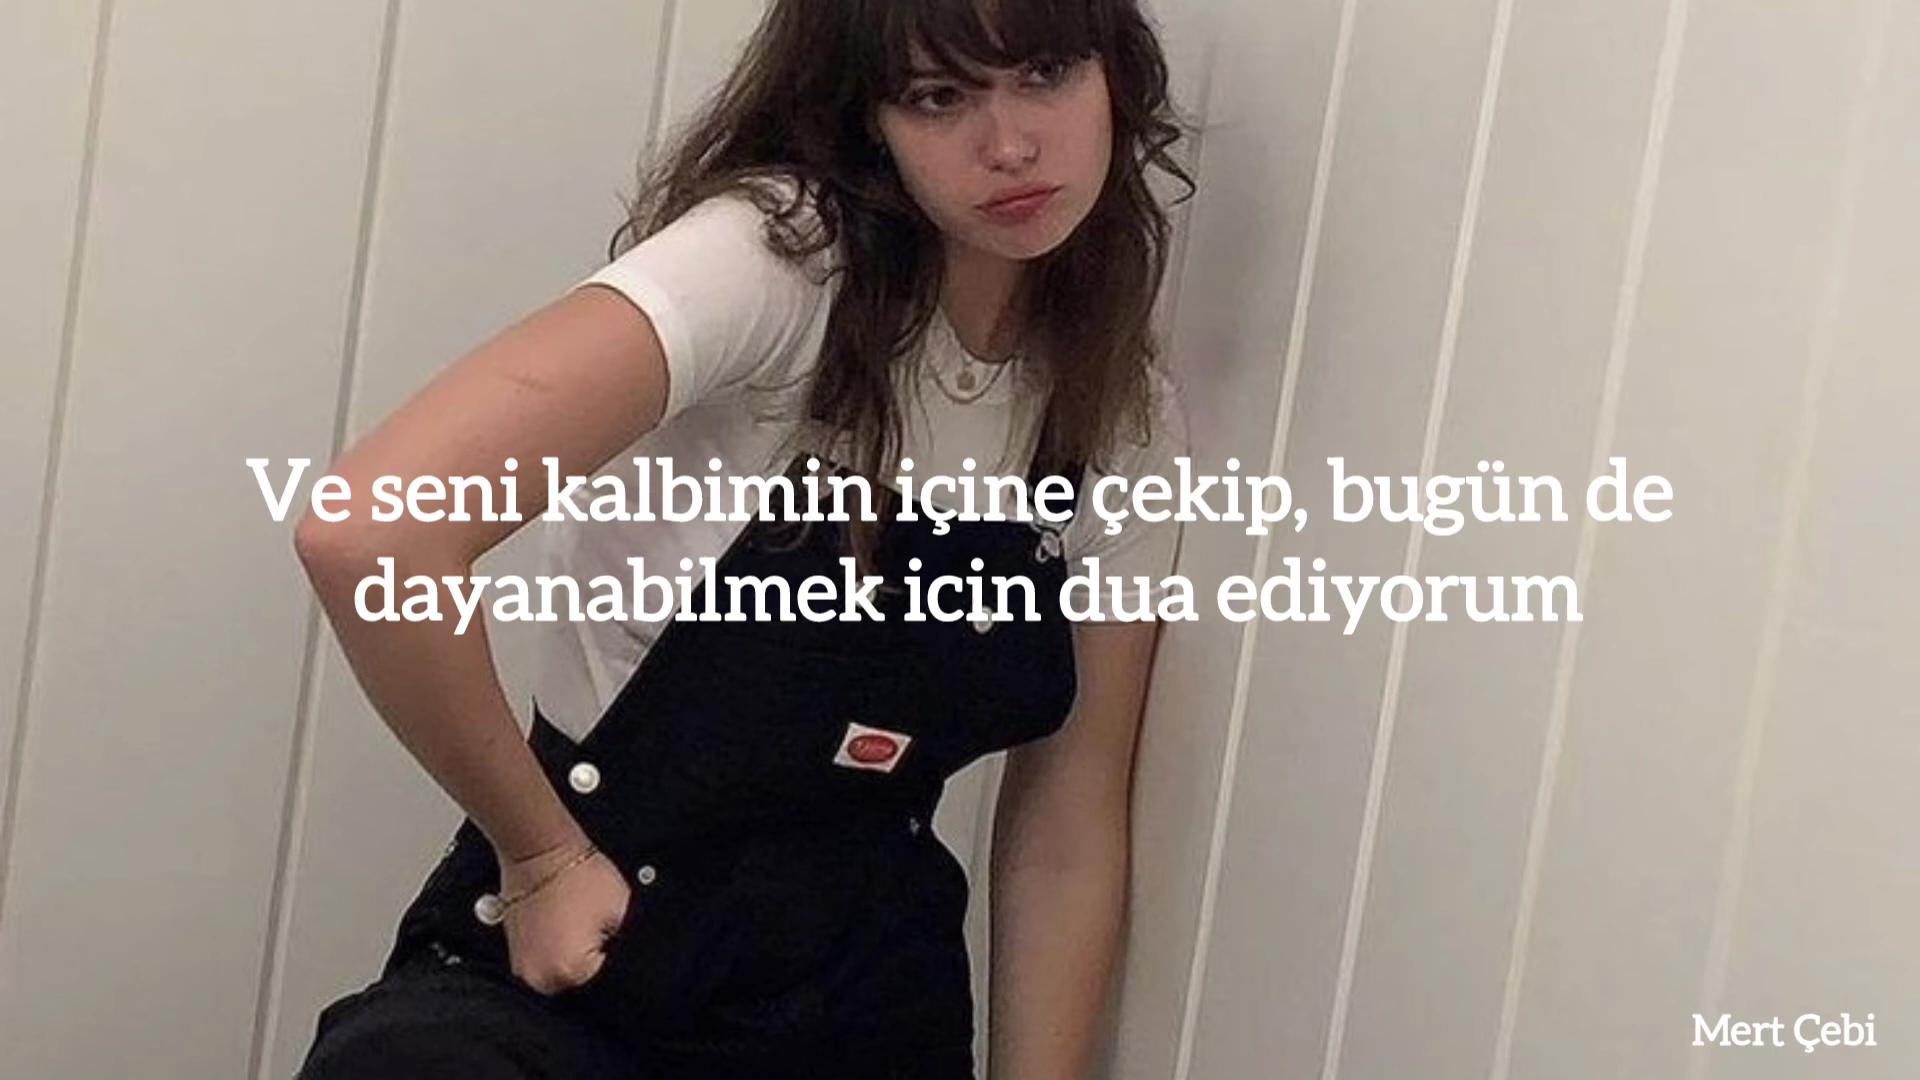 Ve seni kalbimin içine çekip, bugün de
dayanabilmek icin dua ediyorum
Mert Çebi